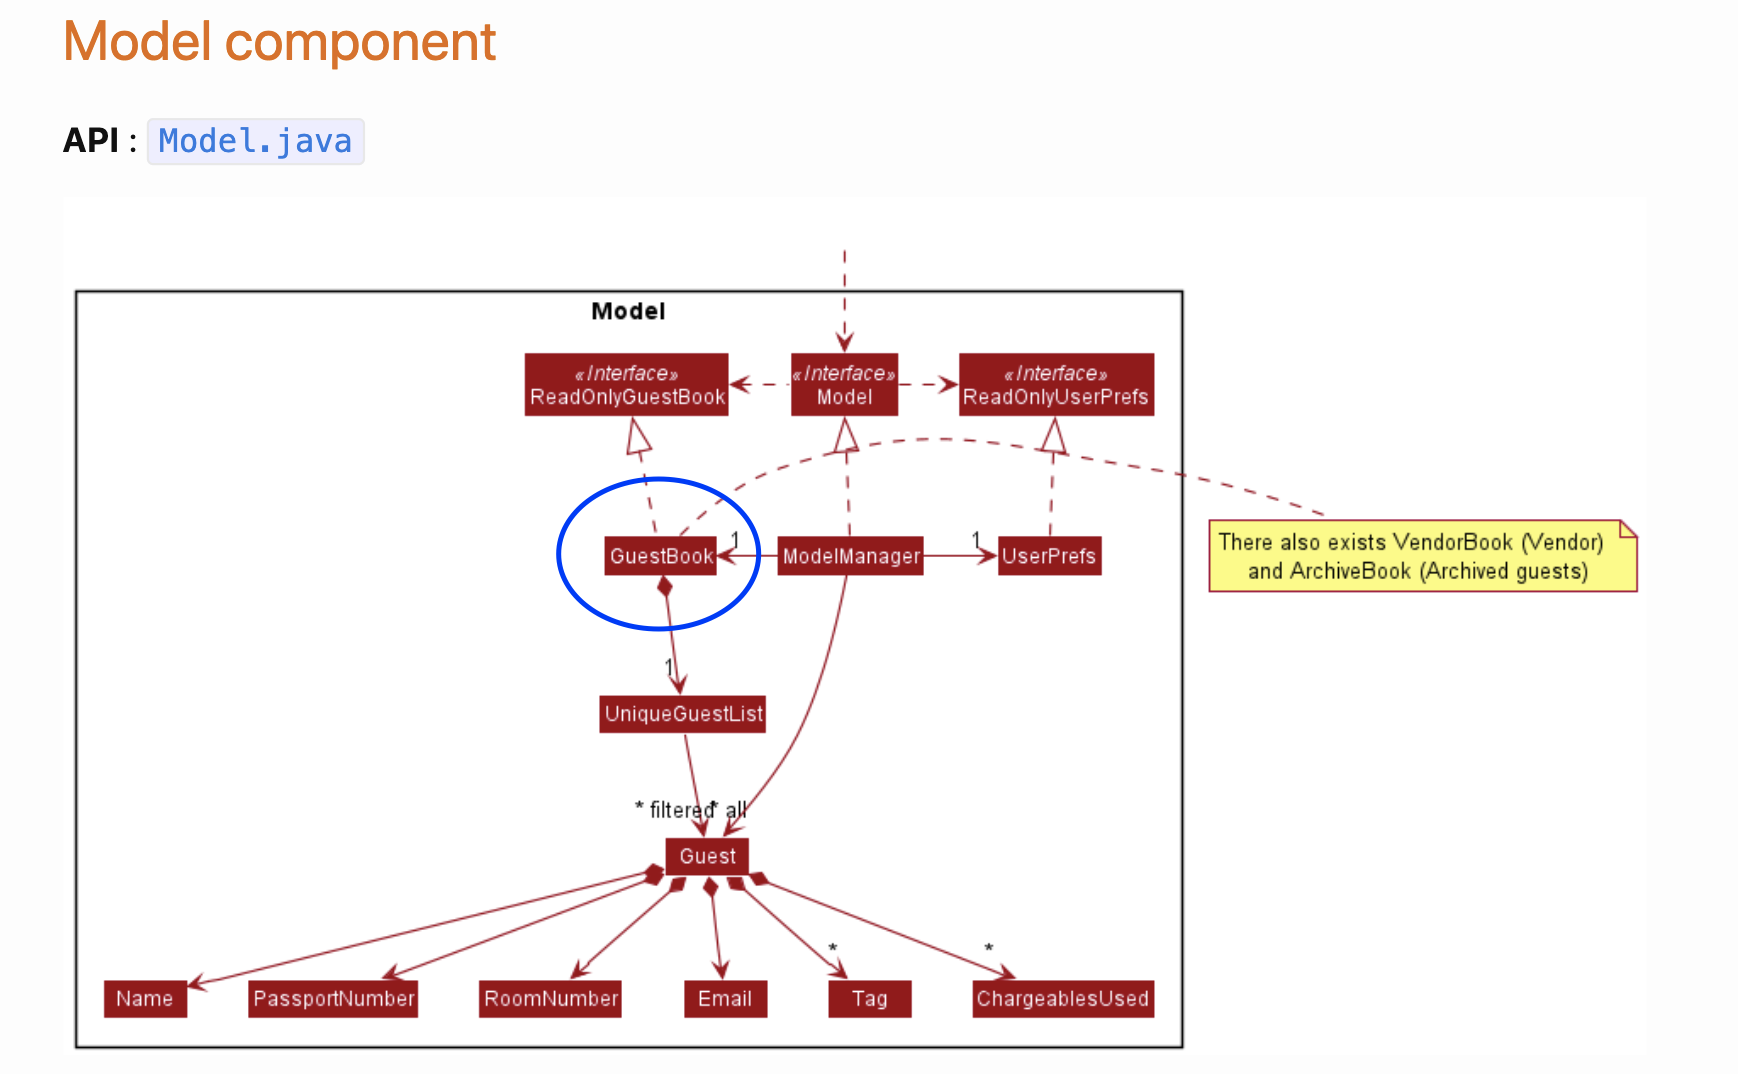 Model component
API : Model.java
Model
«Interface»
ReadOnlyGuestBook
«Interface»
Model
«Interface»
ReadOnlyUserPrefs
GuestBook
1
ModelManager
1
UserPrefs
There also exists VendorBook (Vendor)
and ArchiveBook (Archived guests)
1
UniqueGuestList
* filtered
* all
Guest
*
*
Name
PassportNumber
RoomNumber
Email
Tag
ChargeablesUsed